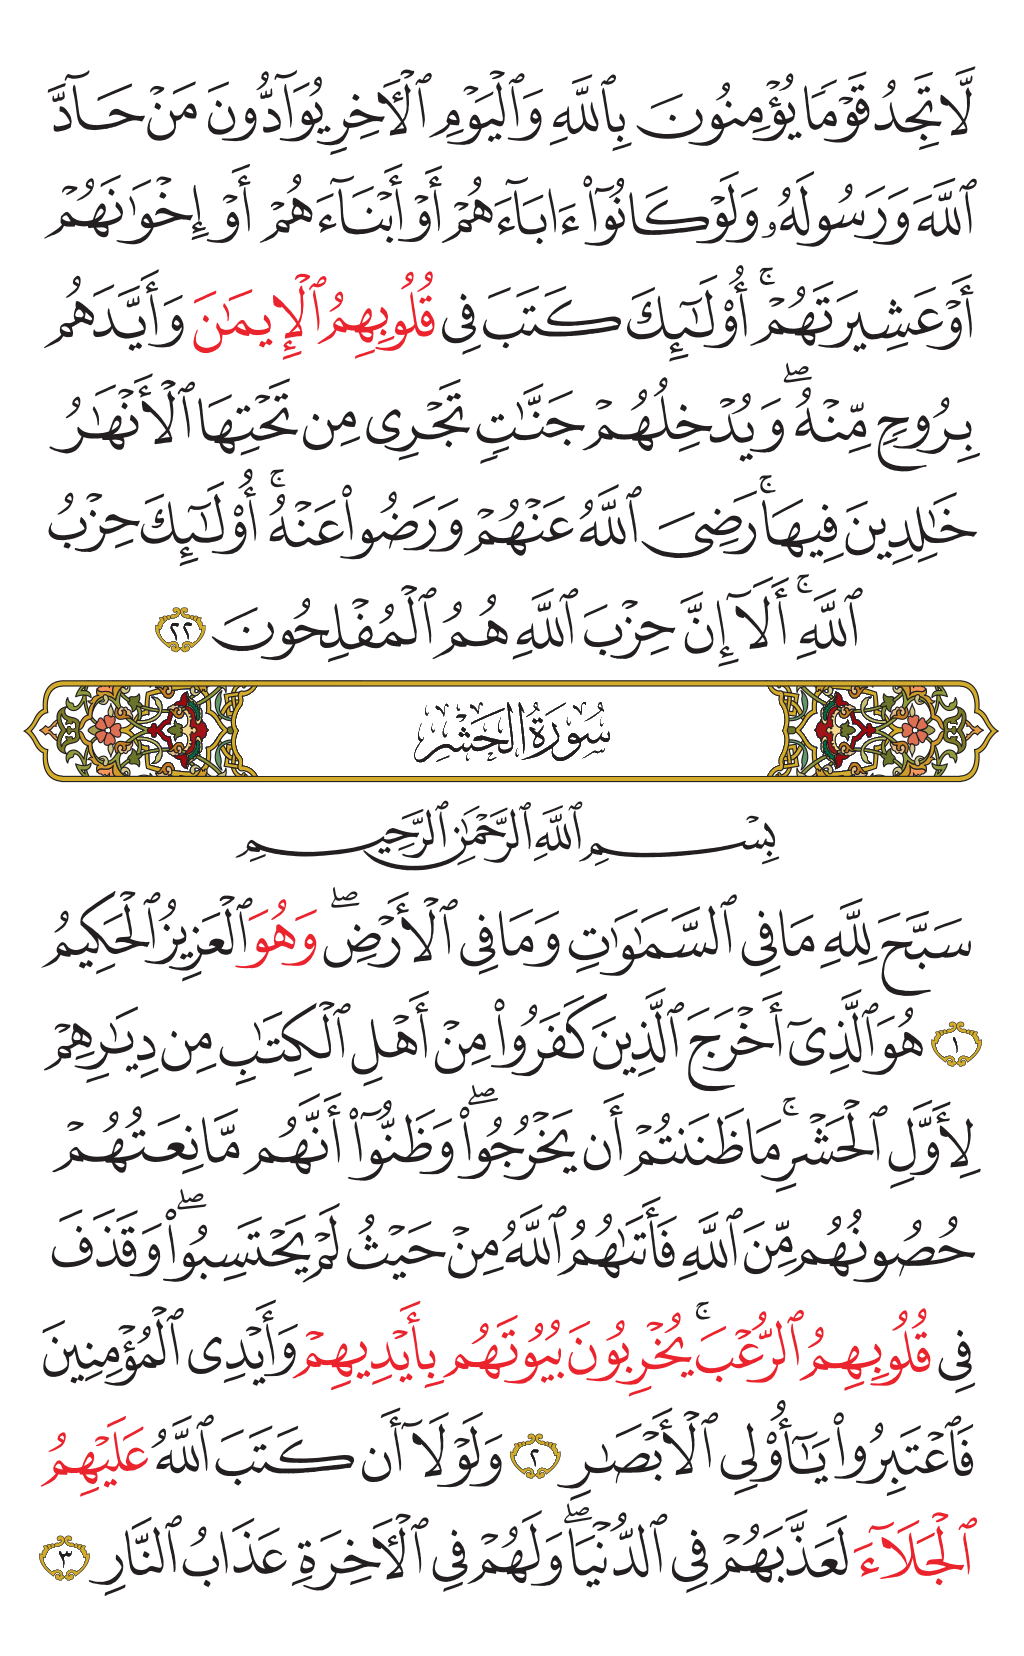 لَّا تَجِدُ قَوْمًا يُؤْمِنُونَ بِٱللَّهِ وَٱلْيَوْمِ ٱلْأَخِرِ يُوَآدُّونَ مَنْ حَآدَّ
ٱللَّهَ وَرَسُولَهُۥ وَلَوْ كَانُوٓا۟ ءَابَآءَهُمْ أَوْ أَبْنَآءَهُمْ أَوْ إِخْوَٰنَهُمْ
أَوْ عَشِيرَتَهُمْ ۚ أُو۟لَٰٓئِكَ كَتَبَ فِى قُلُوبِهِمُ ٱلْإِيمَٰنَ وَأَيَّدَهُم
بِرُوحٍ مِّنْهُ ۖ وَيُدْخِلُهُمْ جَنَّٰتٍ تَجْرِى مِن تَحْتِهَا ٱلْأَنْهَٰرُ
خَٰلِدِينَ فِيهَا ۚ رَضِىَ ٱللَّهُ عَنْهُمْ وَرَضُوا۟ عَنْهُ ۚ أُو۟لَٰٓئِكَ حِزْبُ
ٱللَّهِ ۚ أَلَآ إِنَّ حِزْبَ ٱللَّهِ هُمُ ٱلْمُفْلِحُونَ ٢٢
سُورَةُ الحَشْرِ
بِسْمِ ٱللَّهِ ٱلرَّحْمَٰنِ ٱلرَّحِيمِ
سَبَّحَ لِلَّهِ مَا فِى ٱلسَّمَٰوَٰتِ وَمَا فِى ٱلْأَرْضِ ۖ وَهُوَ ٱلْعَزِيزُ ٱلْحَكِيمُ
١ هُوَ ٱلَّذِىٓ أَخْرَجَ ٱلَّذِينَ كَفَرُوا۟ مِنْ أَهْلِ ٱلْكِتَٰبِ مِن دِيَٰرِهِمْ
لِأَوَّلِ ٱلْحَشْرِ ۚ مَا ظَنَنتُمْ أَن يَخْرُجُوا۟ ۖ وَظَنُّوٓا۟ أَنَّهُم مَّانِعَتُهُمْ
حُصُونُهُم مِّنَ ٱللَّهِ فَأَتَىٰهُمُ ٱللَّهُ مِنْ حَيْثُ لَمْ يَحْتَسِبُوا۟ ۖ وَقَذَفَ
فِى قُلُوبِهِمُ ٱلرُّعْبَ ۚ يُخْرِبُونَ بُيُوتَهُم بِأَيْدِيهِمْ وَأَيْدِى ٱلْمُؤْمِنِينَ
فَٱعْتَبِرُوا۟ يَٰٓأُو۟لِى ٱلْأَبْصَٰرِ ٢ وَلَوْلَآ أَن كَتَبَ ٱللَّهُ عَلَيْهِمُ
ٱلْجَلَآءَ لَعَذَّبَهُمْ فِى ٱلدُّنْيَا ۖ وَلَهُمْ فِى ٱلْأَخِرَةِ عَذَابُ ٱلنَّارِ ٣